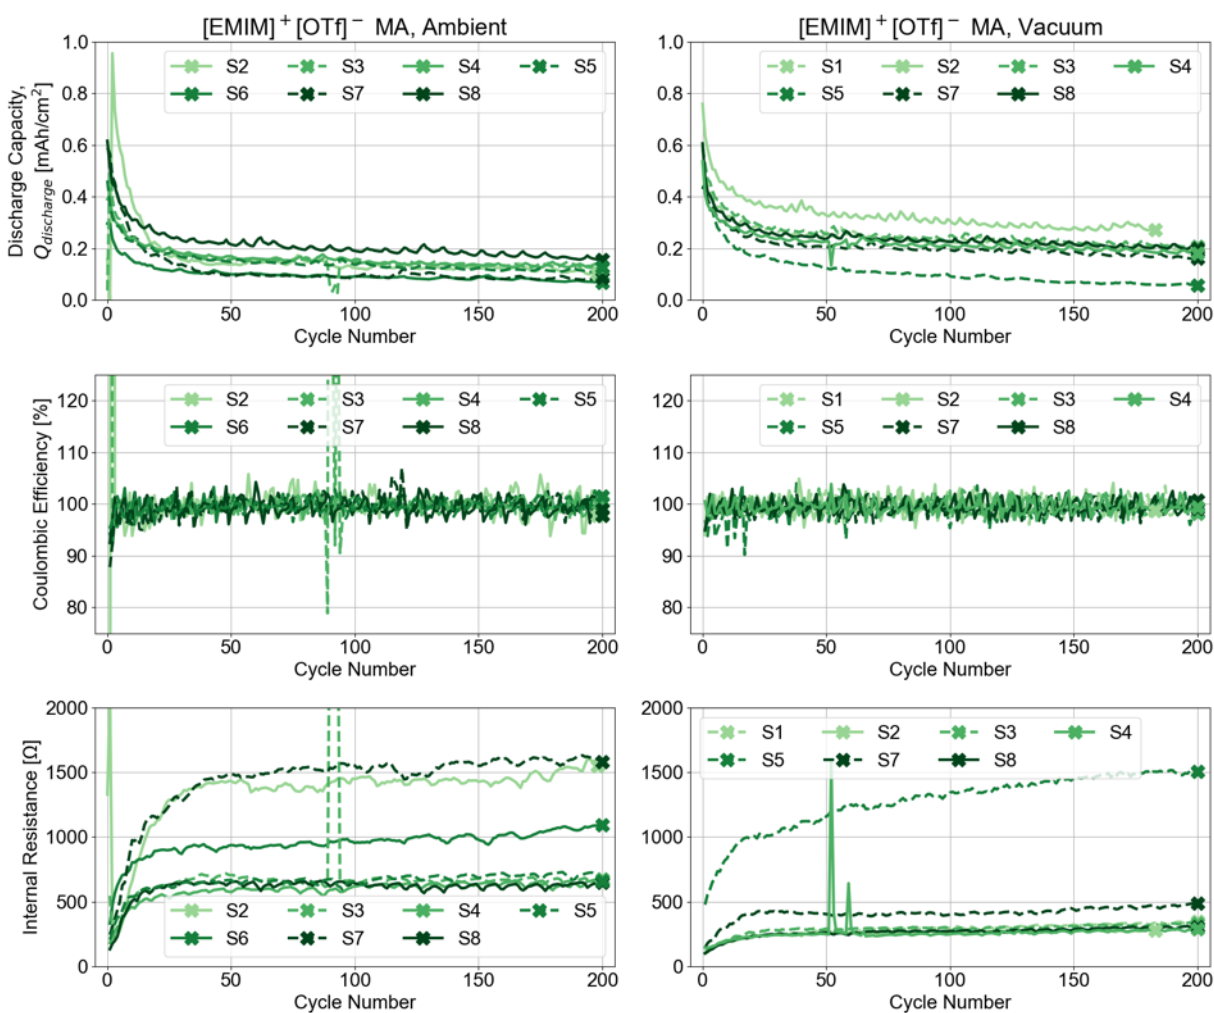 [EMIM]⁺[OTf]⁻ MA, Ambient
Discharge Capacity,
Q_discharge [mAh/cm²]
1.0
0.8
0.6
0.4
0.2
0.0
S2 S3 S4 S5
S6 S7 S8
0 50 100 150 200
Cycle Number
[EMIM]⁺[OTf]⁻ MA, Vacuum
1.0
0.8
0.6
0.4
0.2
0.0
S1 S2 S3 S4
S5 S7 S8
0 50 100 150 200
Cycle Number
Coulombic Efficiency [%]
120
110
100
90
80
S2 S3 S4 S5
S6 S7 S8
0 50 100 150 200
Cycle Number
120
110
100
90
80
S1 S2 S3 S4
S5 S7 S8
0 50 100 150 200
Cycle Number
Internal Resistance [Ω]
2000
1500
1000
500
0
S2 S3 S4 S5
S6 S7 S8
0 50 100 150 200
Cycle Number
2000
1500
1000
500
0
S1 S2 S3 S4
S5 S7 S8
0 50 100 150 200
Cycle Number